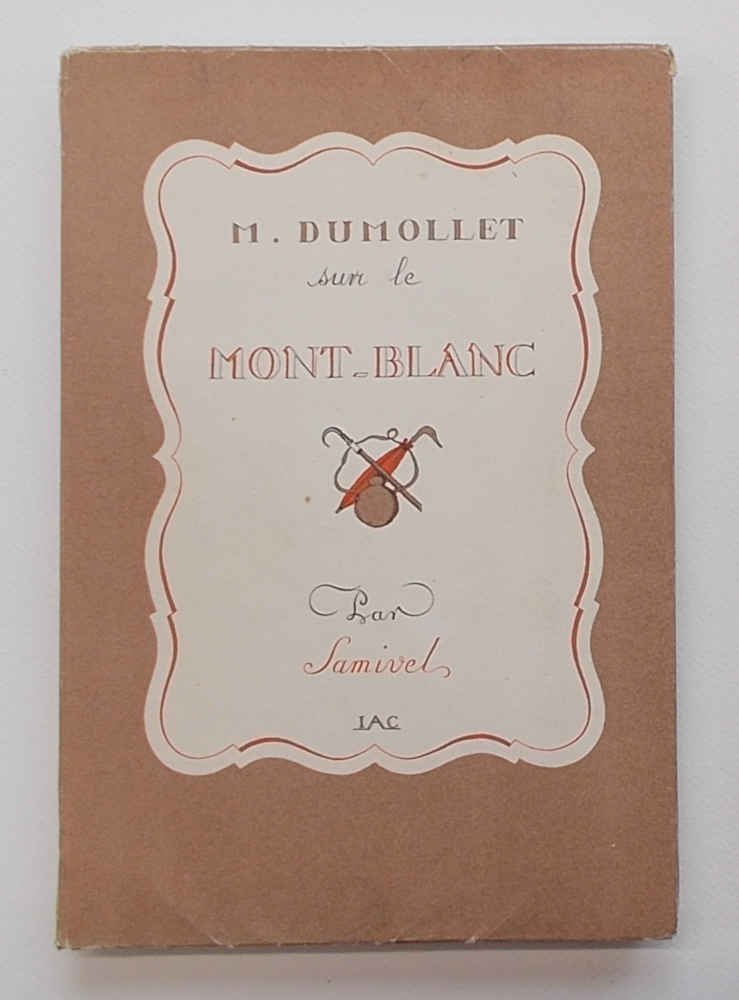 M. DUMOLLET
sur le
MONT-BLANC
Par
Samivel
IAC